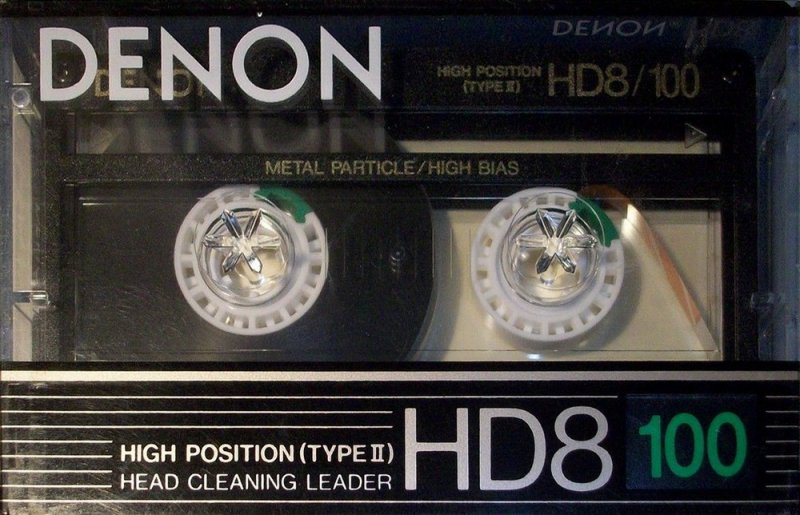 DENON
DENON HD8
HIGH POSITION
(TYPE II)
HD8/100
METAL PARTICLE/HIGH BIAS
HIGH POSITION (TYPE II)
HEAD CLEANING LEADER
HD8
100